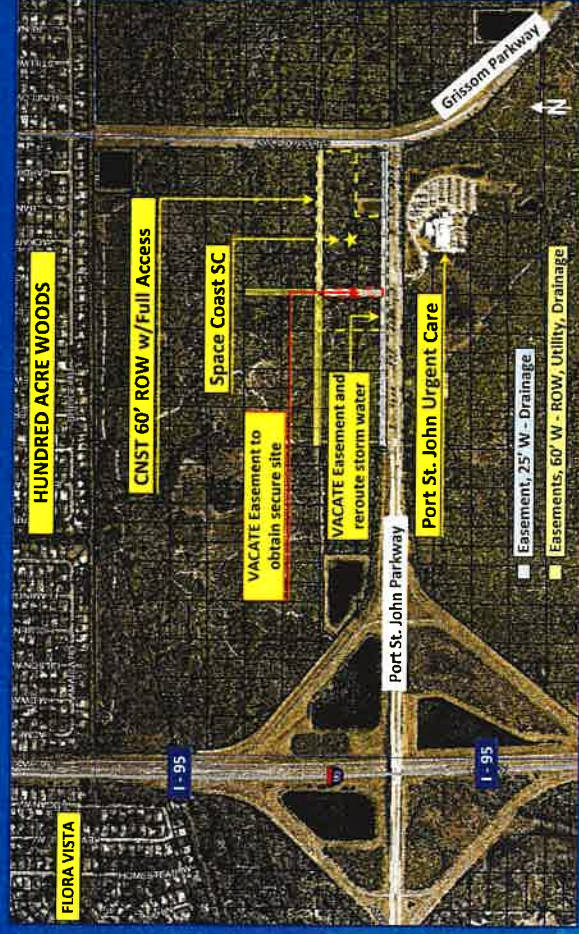 FLORA VISTA
HUNDRED ACRE WOODS
I - 95
CNST 60' ROW w/Full Access
Space Coast SC
VACATE Easement to
obtain secure site
VACATE Easement and
reroute storm water
Port St. John Parkway
Port St. John Urgent Care
Grissom Parkway
N
I - 95
Easement, 25' W - Drainage
Easements, 60' W - ROW, Utility, Drainage